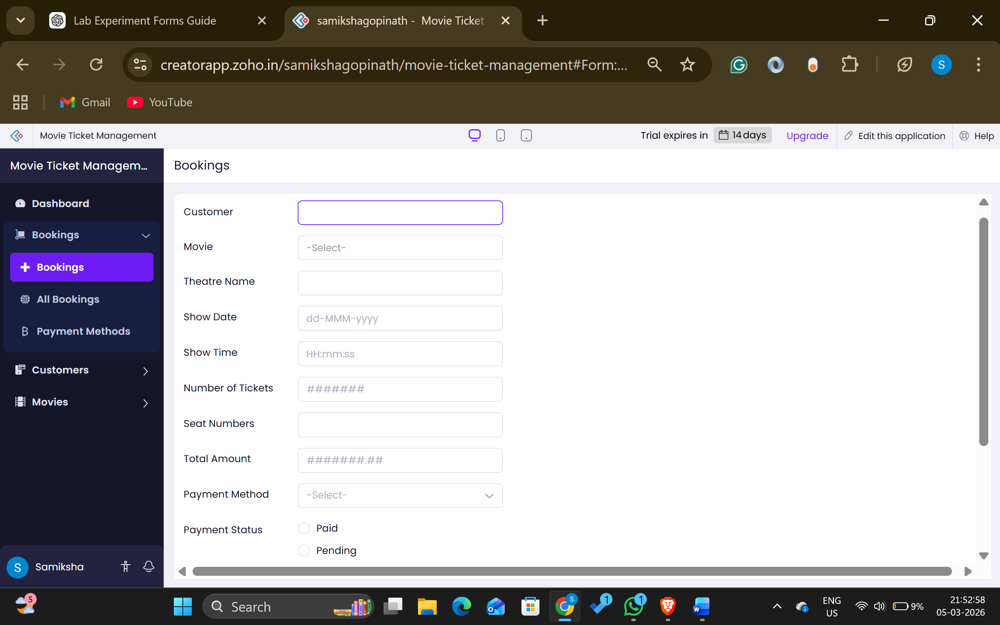 Lab Experiment Forms Guide
samikshagopinath - Movie Ticket
creatorapp.zoho.in/samikshagopinath/movie-ticket-management#Form:...
S
Gmail
YouTube
Movie Ticket Management
Trial expires in
14 days
Upgrade
Edit this application
Help
Movie Ticket Managem...
Bookings
Dashboard
Bookings
Bookings
All Bookings
Payment Methods
Customers
Movies
Customer
Movie
-Select-
Theatre Name
Show Date
dd-MMM-yyyy
Show Time
HH:mm:ss
Number of Tickets
#######
Seat Numbers
Total Amount
#######.##
Payment Method
-Select-
Payment Status
Paid
Pending
S
Samiksha
5
Search
S
1
1
ENG
US
9%
21:52:58
05-03-2026